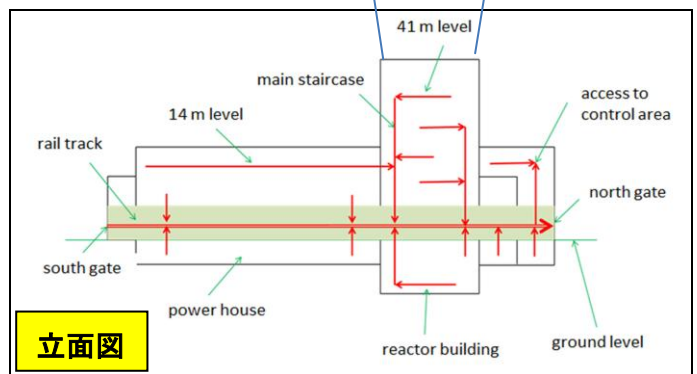 41 m level
main staircase
access to
control area
14 m level
rail track
north gate
south gate
power house
ground level
reactor building
立面図